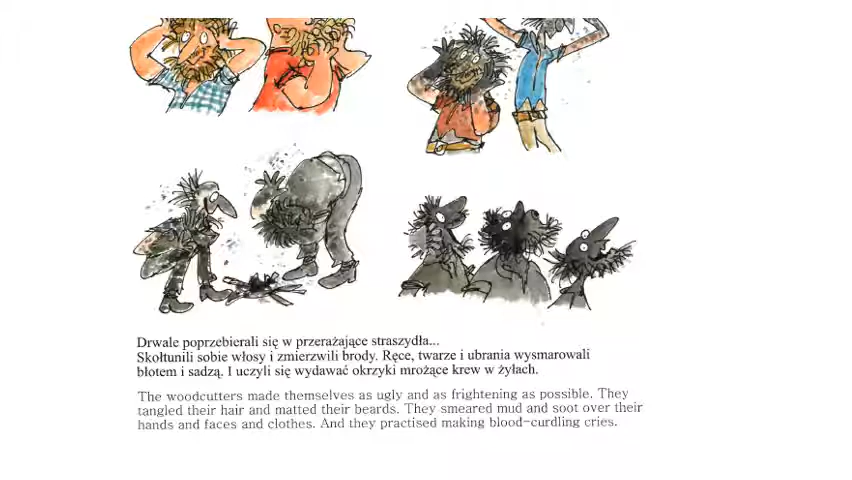 Drwale poprzebierali się w przerażające straszydła...
Skołtunili sobie włosy i zmierzwili brody. Ręce, twarze i ubrania wysmarowali
błotem i sadzą. I uczyli się wydawać okrzyki mrożące krew w żyłach.
The woodcutters made themselves as ugly and as frightening as possible. They
tangled their hair and matted their beards. They smeared mud and soot over their
hands and faces and clothes. And they practised making blood-curdling cries.